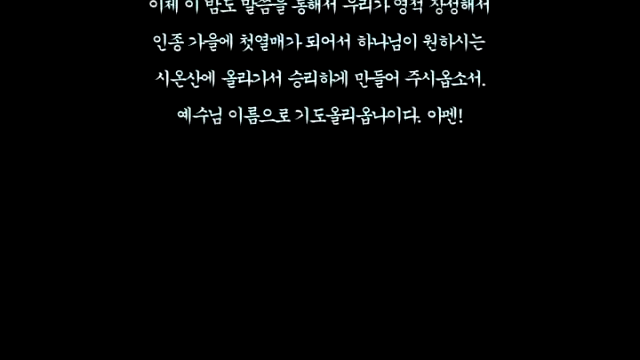 이제 이 밤도 말씀을 통해서 우리가 영적 장성해서
인종 가을에 첫열매가 되어서 하나님이 원하시는
시온산에 올라가서 승리하게 만들어 주시옵소서.
예수님 이름으로 기도올리옵나이다. 아멘!